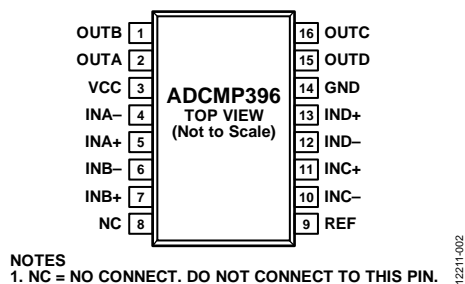 OUTB 1 16 OUTC
OUTA 2 15 OUTD
VCC 3 14 GND
INA– 4 ADCMP396 13 IND+
INA+ 5 TOP VIEW 12 IND–
(Not to Scale)
INB– 6 11 INC+
INB+ 7 10 INC–
NC 8 9 REF
NOTES
1. NC = NO CONNECT. DO NOT CONNECT TO THIS PIN.
12211-002